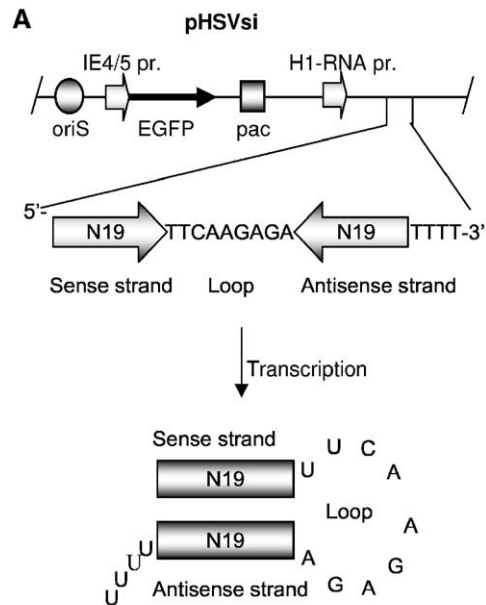 A
pHSVsi
IE4/5 pr.
H1-RNA pr.
oriS
EGFP
pac
5'-
N19
TTCAAGAGA
N19
TTTT-3'
Sense strand
Loop
Antisense strand
Transcription
Sense strand
N19
U
U
C
A
A
G
A
G
A
Loop
N19
U
U
U
U
Antisense strand